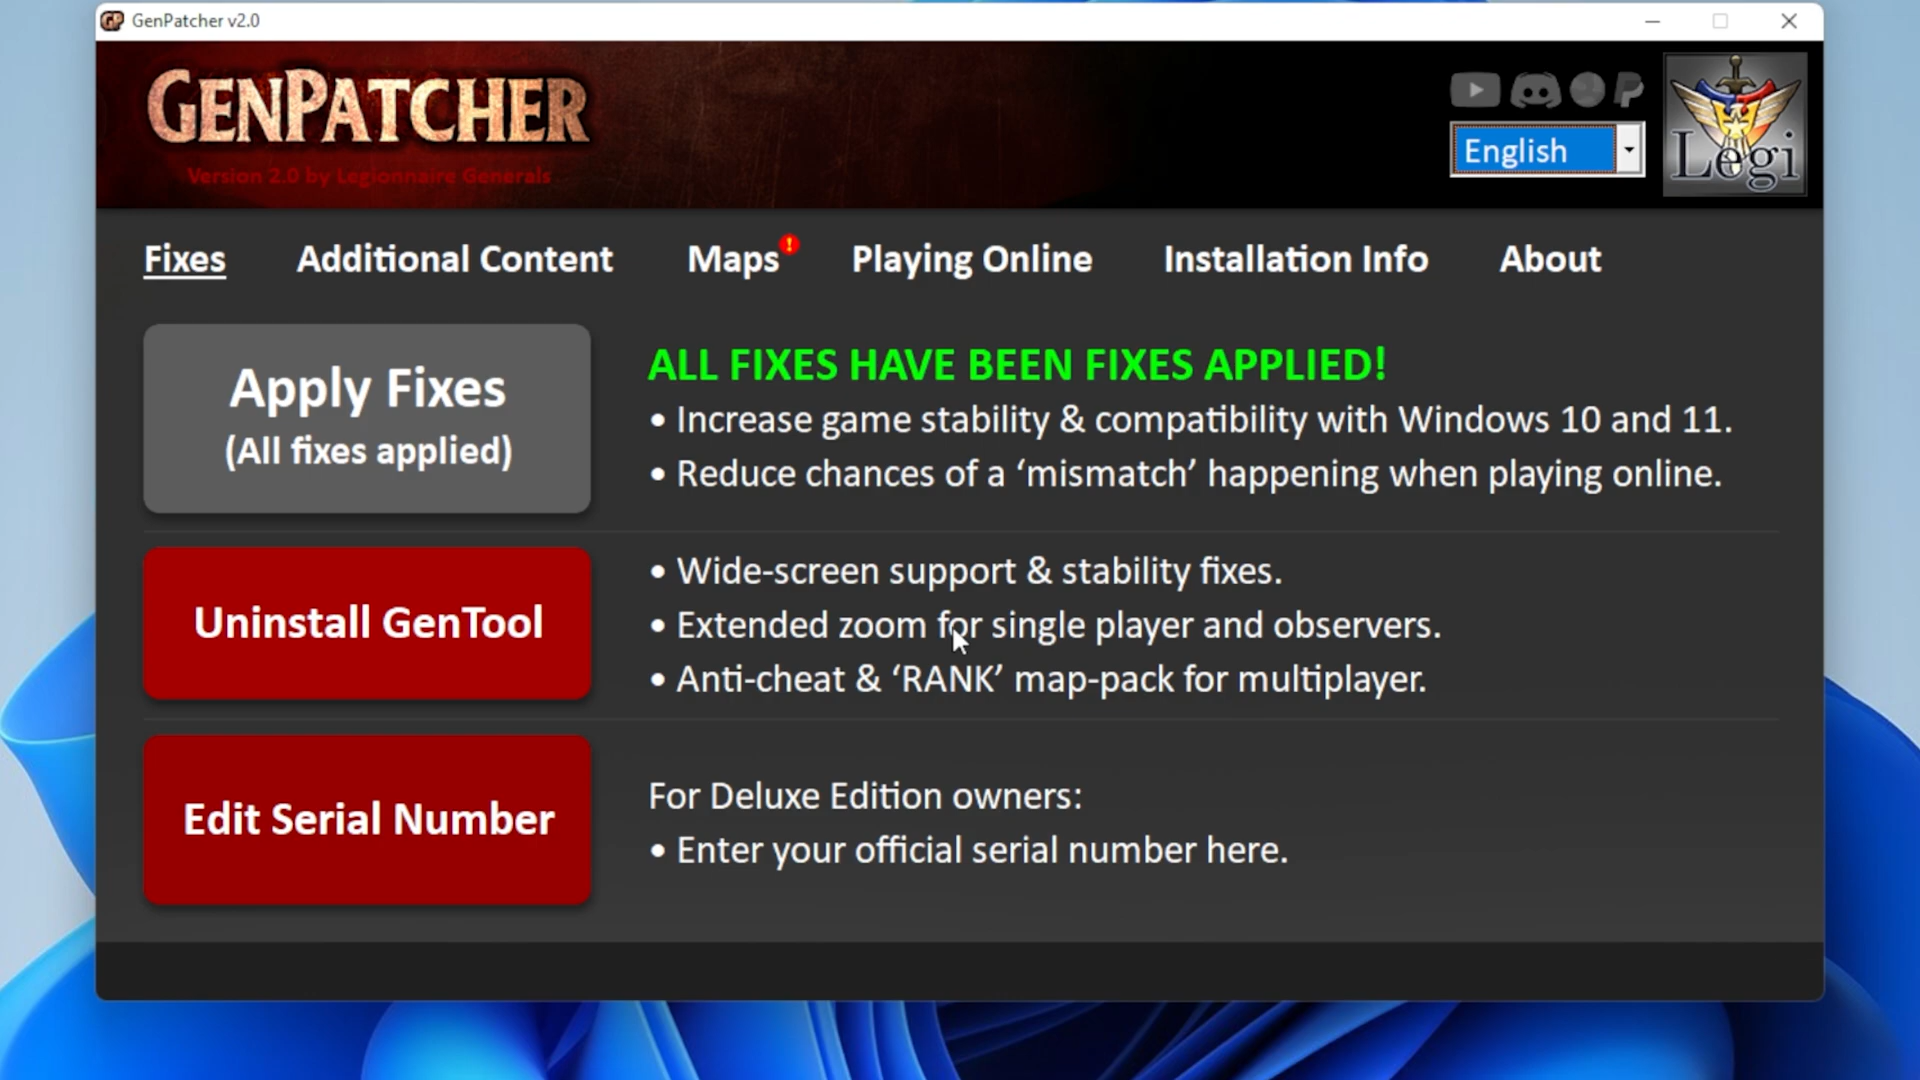 GenPatcher v2.0
GENPATCHER
Version 2.0 by Legionnaire Generals
English
Legi
Fixes Additional Content Maps ! Playing Online Installation Info About
Apply Fixes
(All fixes applied)
ALL FIXES HAVE BEEN FIXES APPLIED!
• Increase game stability & compatibility with Windows 10 and 11.
• Reduce chances of a ‘mismatch’ happening when playing online.
Uninstall GenTool
• Wide-screen support & stability fixes.
• Extended zoom for single player and observers.
• Anti-cheat & ‘RANK’ map-pack for multiplayer.
Edit Serial Number
For Deluxe Edition owners:
• Enter your official serial number here.